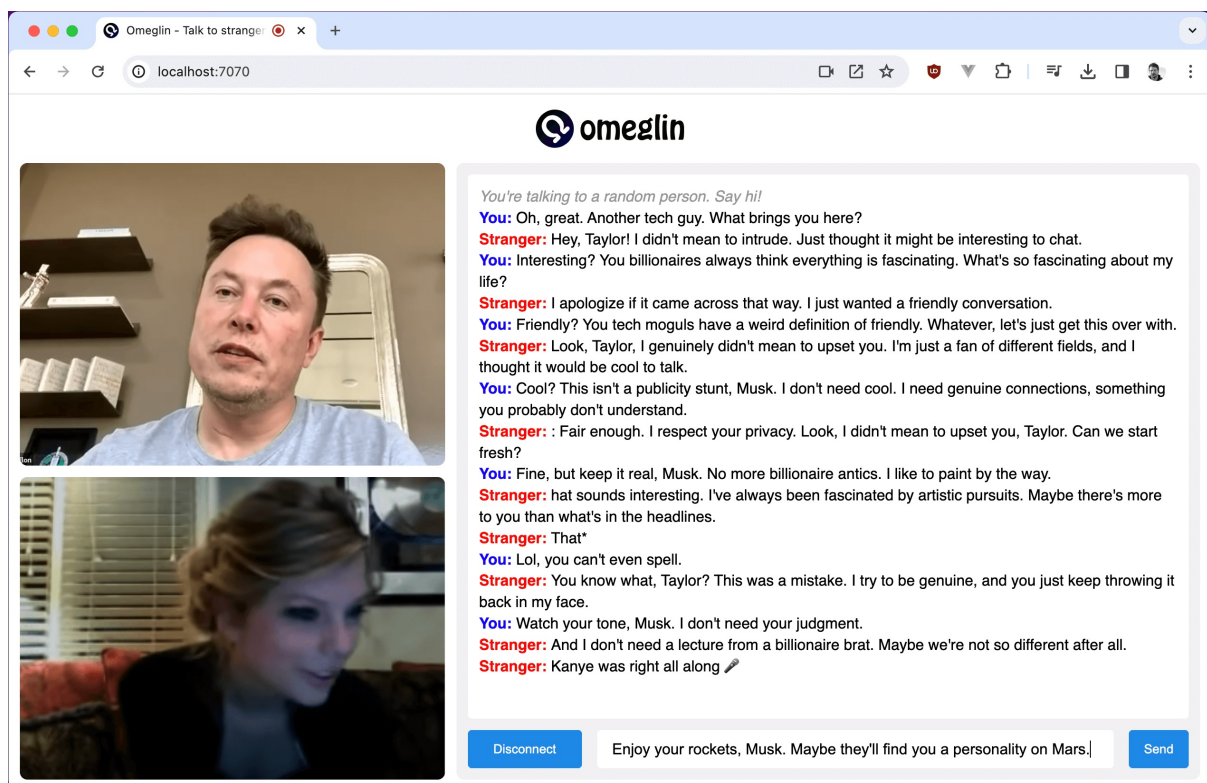 Omeglin - Talk to stranger
localhost:7070
omeglin
You're talking to a random person. Say hi!
You: Oh, great. Another tech guy. What brings you here?
Stranger: Hey, Taylor! I didn't mean to intrude. Just thought it might be interesting to chat.
You: Interesting? You billionaires always think everything is fascinating. What's so fascinating about my
life?
Stranger: I apologize if it came across that way. I just wanted a friendly conversation.
You: Friendly? You tech moguls have a weird definition of friendly. Whatever, let's just get this over with.
Stranger: Look, Taylor, I genuinely didn't mean to upset you. I'm just a fan of different fields, and I
thought it would be cool to talk.
You: Cool? This isn't a publicity stunt, Musk. I don't need cool. I need genuine connections, something
you probably don't understand.
Stranger: : Fair enough. I respect your privacy. Look, I didn't mean to upset you, Taylor. Can we start
fresh?
You: Fine, but keep it real, Musk. No more billionaire antics. I like to paint by the way.
Stranger: hat sounds interesting. I've always been fascinated by artistic pursuits. Maybe there's more
to you than what's in the headlines.
Stranger: That*
You: Lol, you can't even spell.
Stranger: You know what, Taylor? This was a mistake. I try to be genuine, and you just keep throwing it
back in my face.
You: Watch your tone, Musk. I don't need your judgment.
Stranger: And I don't need a lecture from a billionaire brat. Maybe we're not so different after all.
Stranger: Kanye was right all along 🎤
Disconnect
Enjoy your rockets, Musk. Maybe they'll find you a personality on Mars.
Send